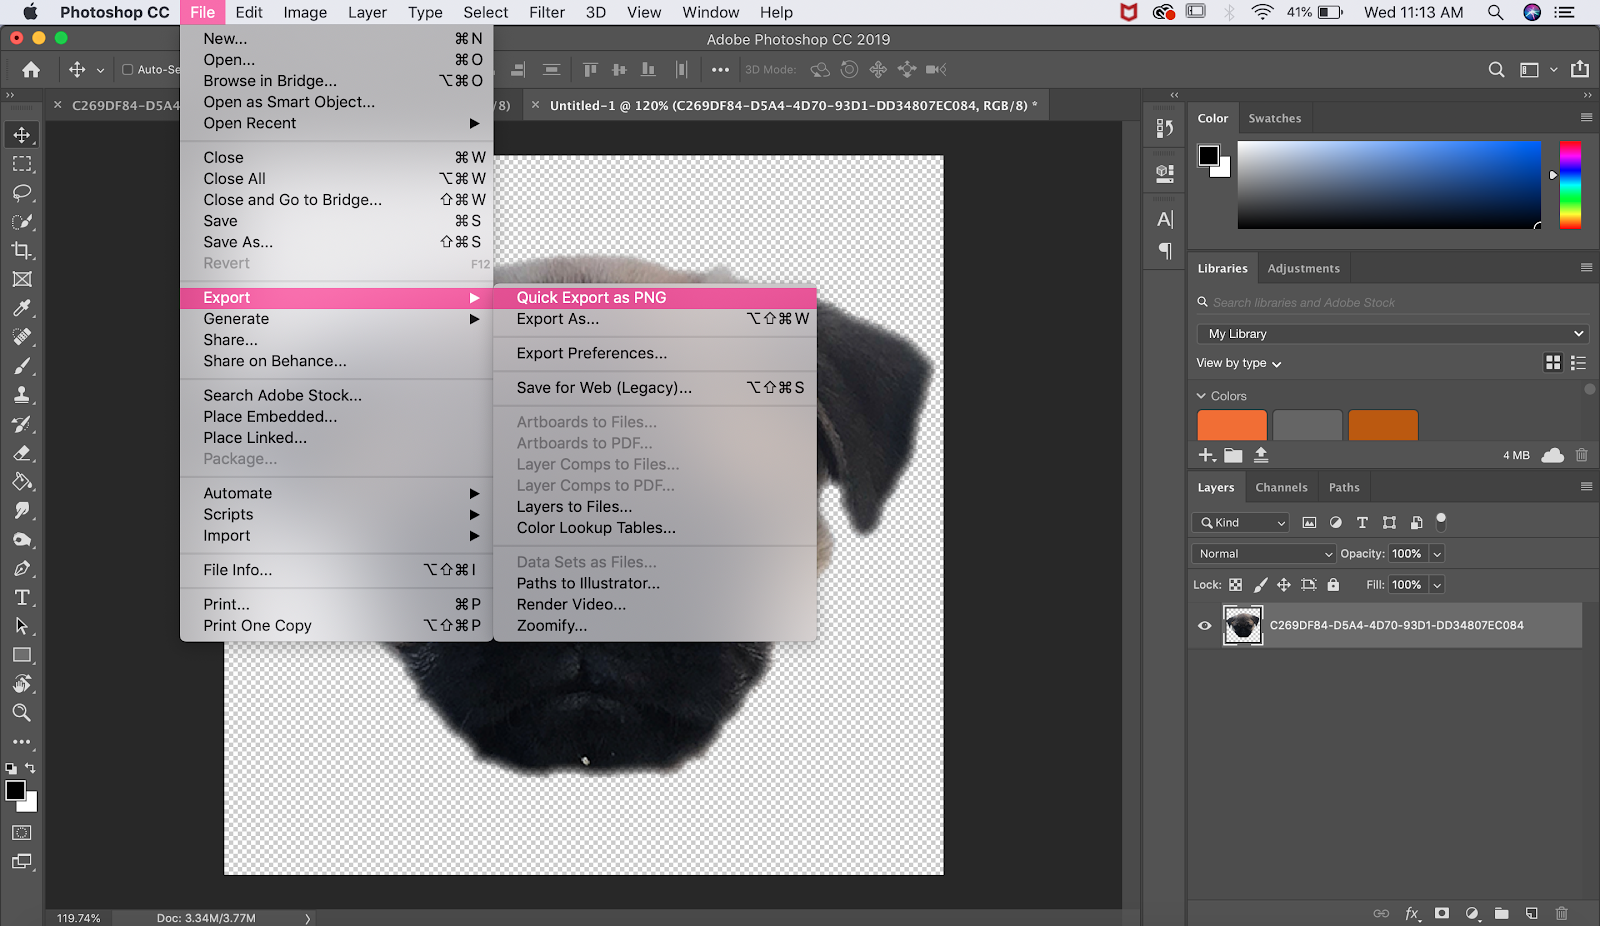 Photoshop CC File Edit Image Layer Type Select Filter 3D View Window Help 41% Wed 11:13 AM
Adobe Photoshop CC 2019
Auto-Se 3D Mode:
C269DF84-D5A4 /8) Untitled-1 @ 120% (C269DF84-D5A4-4D70-93D1-DD34807EC084, RGB/8) *
New... ⌘N
Open... ⌘O
Browse in Bridge... ⌥⌘O
Open as Smart Object...
Open Recent
Close ⌘W
Close All ⌥⌘W
Close and Go to Bridge... ⇧⌘W
Save ⌘S
Save As... ⇧⌘S
Revert F12
Export
Generate
Share...
Share on Behance...
Search Adobe Stock...
Place Embedded...
Place Linked...
Package...
Automate
Scripts
Import
File Info... ⌥⇧⌘I
Print... ⌘P
Print One Copy ⌥⇧⌘P
Quick Export as PNG
Export As... ⌥⇧⌘W
Export Preferences...
Save for Web (Legacy)... ⌥⇧⌘S
Artboards to Files...
Artboards to PDF...
Layer Comps to Files...
Layer Comps to PDF...
Layers to Files...
Color Lookup Tables...
Data Sets as Files...
Paths to Illustrator...
Render Video...
Zoomify...
Color Swatches
Libraries Adjustments
Search libraries and Adobe Stock
My Library
View by type
Colors
4 MB
Layers Channels Paths
Kind
Normal Opacity: 100%
Lock: Fill: 100%
C269DF84-D5A4-4D70-93D1-DD34807EC084
fx
119.74% Doc: 3.34M/3.77M